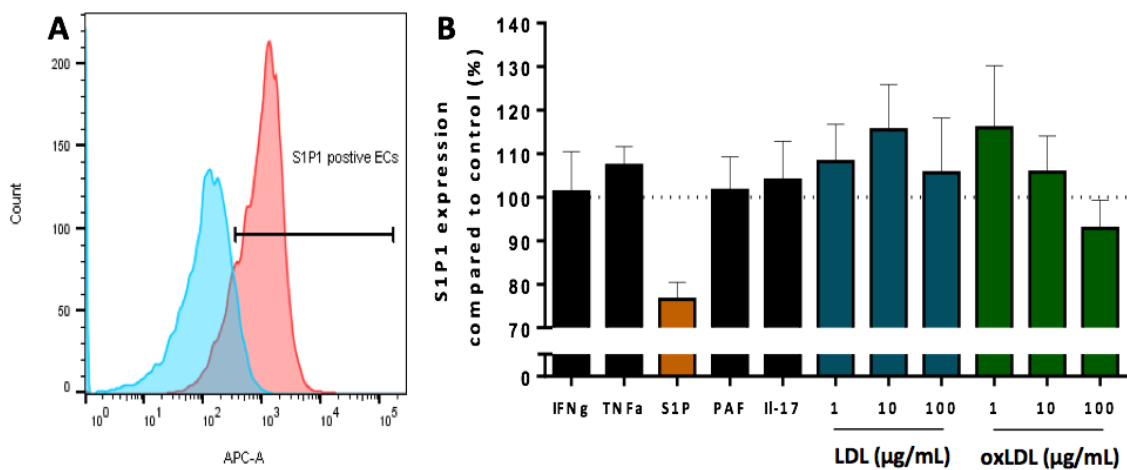 A
200
150
100
50
0
Count
S1P1 postive ECs
10^0 10^1 10^2 10^3 10^4 10^5
APC-A
B
S1P1 expression
compared to control (%)
140
130
120
110
100
90
80
70
0
IFNg TNFa S1P PAF Il-17 1 10 100 1 10 100
LDL (µg/mL) oxLDL (µg/mL)